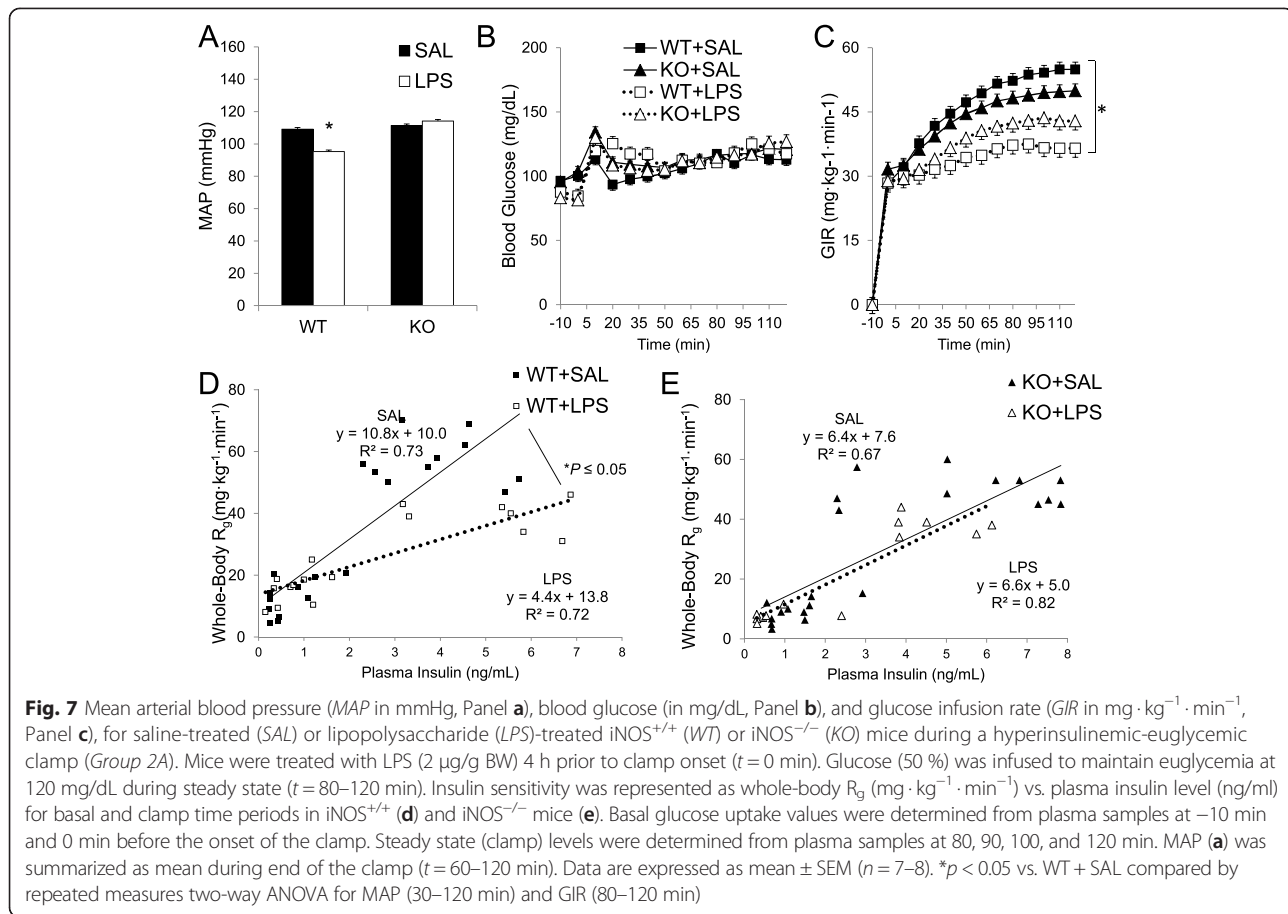 A
160
140
120
100
80
60
40
20
0
MAP (mmHg)
SAL
LPS
*
WT
KO
B
200
150
100
50
0
Blood Glucose (mg/dL)
WT+SAL
KO+SAL
WT+LPS
KO+LPS
-10 5 20 35 50 65 80 95 110
Time (min)
C
60
45
30
15
0
GIR (mg·kg-1·min-1)
*
-10 5 20 35 50 65 80 95 110
Time (min)
D
WT+SAL
WT+LPS
80
60
40
20
0
Whole-Body Rg (mg·kg⁻¹·min⁻¹)
SAL
y = 10.8x + 10.0
R² = 0.73
*P ≤ 0.05
LPS
y = 4.4x + 13.8
R² = 0.72
0 1 2 3 4 5 6 7 8
Plasma Insulin (ng/mL)
E
KO+SAL
KO+LPS
80
60
40
20
0
Whole-Body Rg (mg·kg⁻¹·min⁻¹)
SAL
y = 6.4x + 7.6
R² = 0.67
LPS
y = 6.6x + 5.0
R² = 0.82
0 1 2 3 4 5 6 7 8
Plasma Insulin (ng/mL)
Fig. 7 Mean arterial blood pressure (MAP in mmHg, Panel a), blood glucose (in mg/dL, Panel b), and glucose infusion rate (GIR in mg·kg⁻¹·min⁻¹,
Panel c), for saline-treated (SAL) or lipopolysaccharide (LPS)-treated iNOS⁺/⁺ (WT) or iNOS⁻/⁻ (KO) mice during a hyperinsulinemic-euglycemic
clamp (Group 2A). Mice were treated with LPS (2 μg/g BW) 4 h prior to clamp onset (t = 0 min). Glucose (50 %) was infused to maintain euglycemia at
120 mg/dL during steady state (t = 80–120 min). Insulin sensitivity was represented as whole-body Rg (mg·kg⁻¹·min⁻¹) vs. plasma insulin level (ng/ml)
for basal and clamp time periods in iNOS⁺/⁺ (d) and iNOS⁻/⁻ mice (e). Basal glucose uptake values were determined from plasma samples at −10 min
and 0 min before the onset of the clamp. Steady state (clamp) levels were determined from plasma samples at 80, 90, 100, and 120 min. MAP (a) was
summarized as mean during end of the clamp (t = 60–120 min). Data are expressed as mean ± SEM (n = 7–8). *p < 0.05 vs. WT + SAL compared by
repeated measures two-way ANOVA for MAP (30–120 min) and GIR (80–120 min)